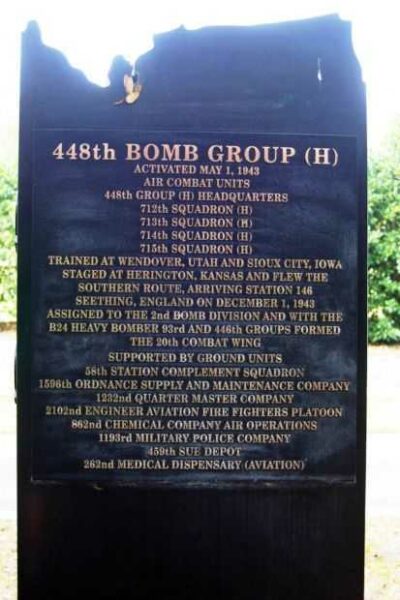 448th BOMB GROUP (H)
ACTIVATED MAY 1, 1943
AIR COMBAT UNITS
448th GROUP (H) HEADQUARTERS
712th SQUADRON (H)
713th SQUADRON (H)
714th SQUADRON (H)
715th SQUADRON (H)
TRAINED AT WENDOVER, UTAH AND SIOUX CITY, IOWA
STAGED AT HERINGTON, KANSAS AND FLEW THE
SOUTHERN ROUTE, ARRIVING STATION 146
SEETHING, ENGLAND ON DECEMBER 1, 1943
ASSIGNED TO THE 2nd BOMB DIVISION AND WITH THE
B24 HEAVY BOMBER 93rd AND 446th GROUPS FORMED
THE 20th COMBAT WING
SUPPORTED BY GROUND UNITS
58th STATION COMPLEMENT SQUADRON
1596th ORDNANCE SUPPLY AND MAINTENANCE COMPANY
1232nd QUARTER MASTER COMPANY
2102nd ENGINEER AVIATION FIRE FIGHTERS PLATOON
862nd CHEMICAL COMPANY AIR OPERATIONS
1193rd MILITARY POLICE COMPANY
459th SUE DEPOT
262nd MEDICAL DISPENSARY (AVIATION)